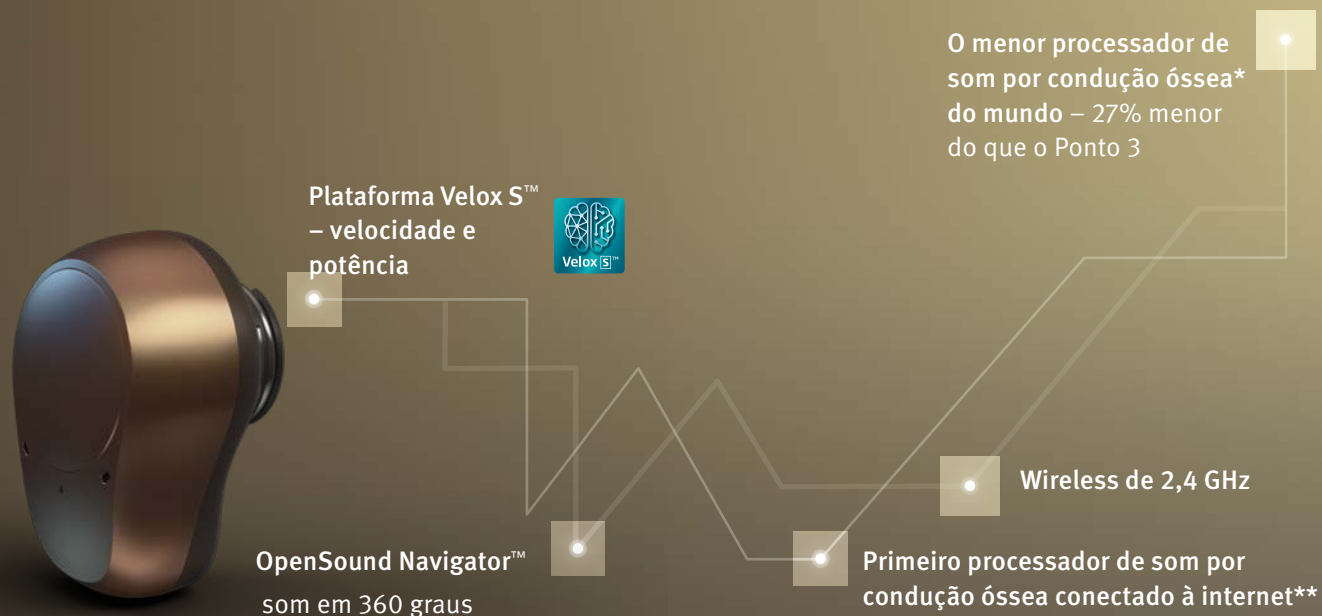 O menor processador de
som por condução óssea*
do mundo – 27% menor
do que o Ponto 3
Plataforma Velox S™
– velocidade e
potência
Velox S™
OpenSound Navigator™
som em 360 graus
Wireless de 2,4 GHz
Primeiro processador de som por
condução óssea conectado à internet**